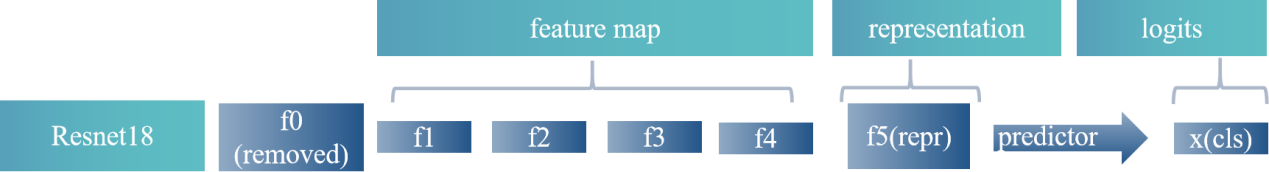 feature map
representation
logits
Resnet18
f0
(removed)
f1
f2
f3
f4
f5(repr)
predictor
x(cls)